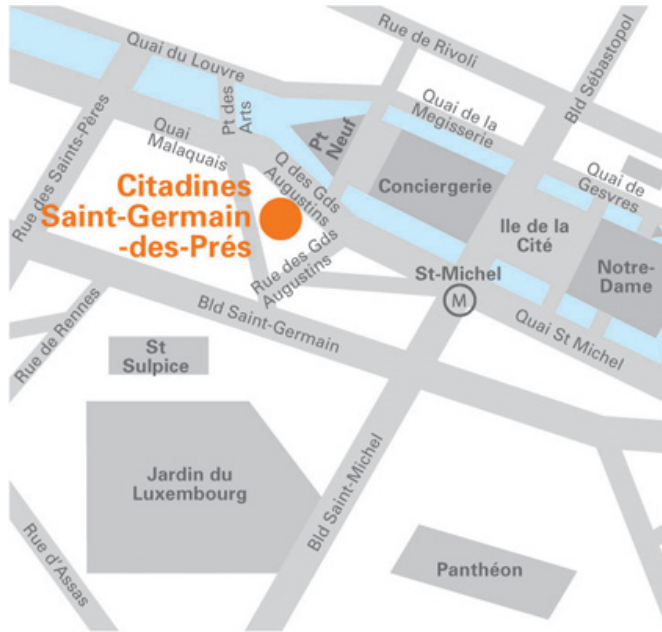 Quai du Louvre
Rue de Rivoli
Bld Sébastopol
Rue des Saints-Pères
Pt des
Arts
Quai
Malaquais
Pt
Neuf
Quai de la
Megisserie
Quai de
Gesvres
Q des Gds
Augustins
Conciergerie
Citadines
Saint-Germain
-des-Prés
Ile de la
Cité
Notre-
Dame
Rue des Gds
Augustins
St-Michel
M
Quai St Michel
Bld Saint-Germain
Rue de Rennes
St
Sulpice
Jardin du
Luxembourg
Bld Saint-Michel
Panthéon
Rue d'Assas